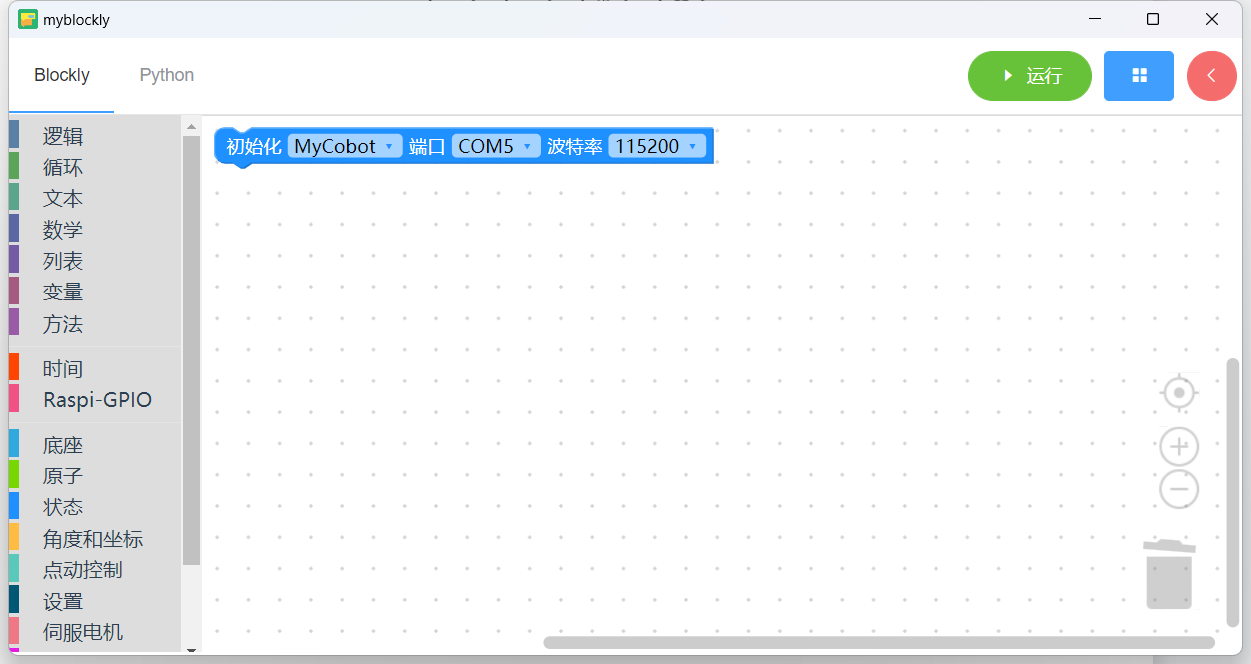 myblockly
Blockly Python 运行
逻辑
循环
文本
数学
列表
变量
方法
时间
Raspi-GPIO
底座
原子
状态
角度和坐标
点动控制
设置
伺服电机
初始化 MyCobot 端口 COM5 波特率 115200